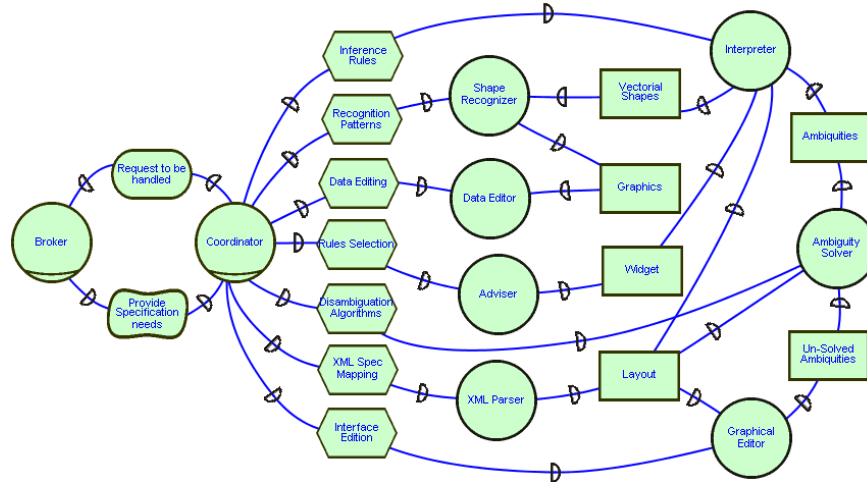 Inference
Rules
Interpreter
Shape
Recognizer
Vectorial
Shapes
Recognition
Patterns
Ambiquities
Request to be
handled
Data Editing
Data Editor
Graphics
Broker
Coordinator
Rules Selection
Ambiguity
Solver
Adviser
Widget
Provide
Specification
needs
Disambiguation
Algorithms
XML Spec
Mapping
XML Parser
Layout
Un-Solved
Ambiquities
Interface
Edition
Graphical
Editor